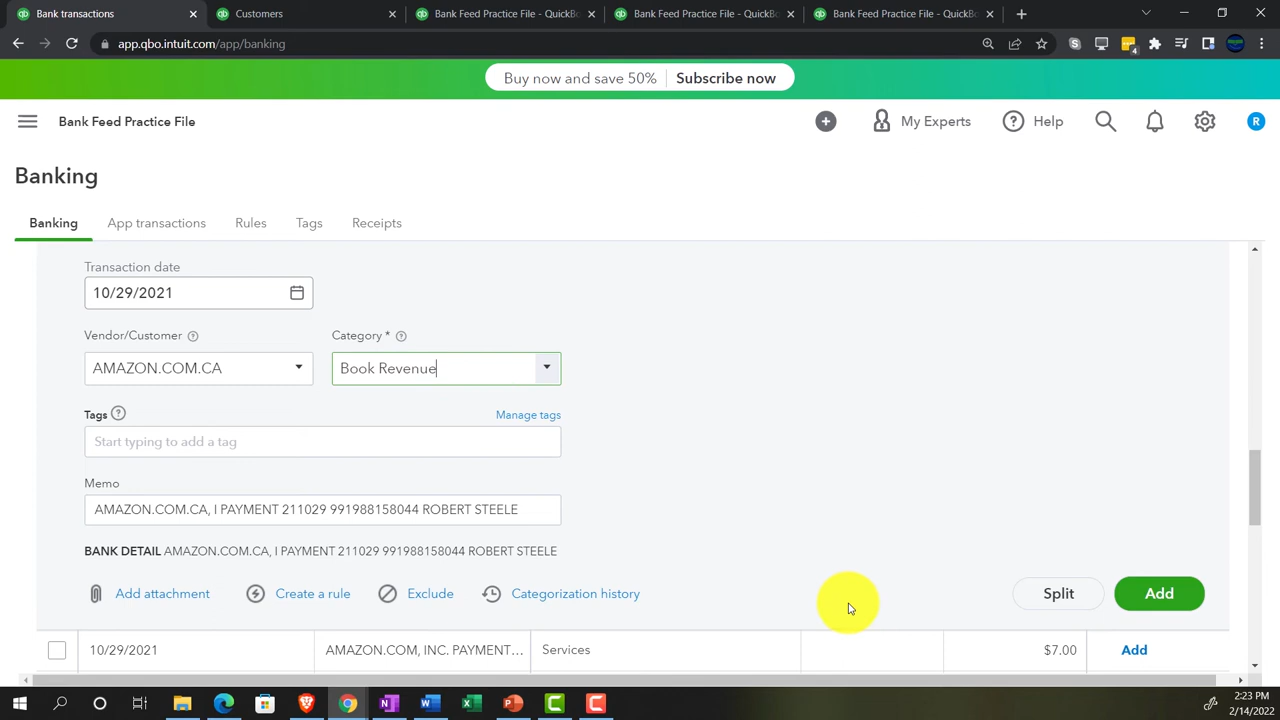 Banking transactions
Customers
Bank Feed Practice File - QuickBo
Bank Feed Practice File - QuickBo
Bank Feed Practice File - QuickBo
app.qbo.intuit.com/app/banking
4
Buy now and save 50% Subscribe now
Bank Feed Practice File
My Experts
Help
R
Banking
Banking
App transactions
Rules
Tags
Receipts
Transaction date
10/29/2021
Vendor/Customer
Category *
AMAZON.COM.CA
Book Revenue
Tags
Manage tags
Start typing to add a tag
Memo
AMAZON.COM.CA, I PAYMENT 211029 991988158044 ROBERT STEELE
BANK DETAIL AMAZON.COM.CA, I PAYMENT 211029 991988158044 ROBERT STEELE
Add attachment
Create a rule
Exclude
Categorization history
Split
Add
10/29/2021
AMAZON.COM, INC. PAYMENT...
Services
$7.00
Add
2:23 PM
2/14/2022